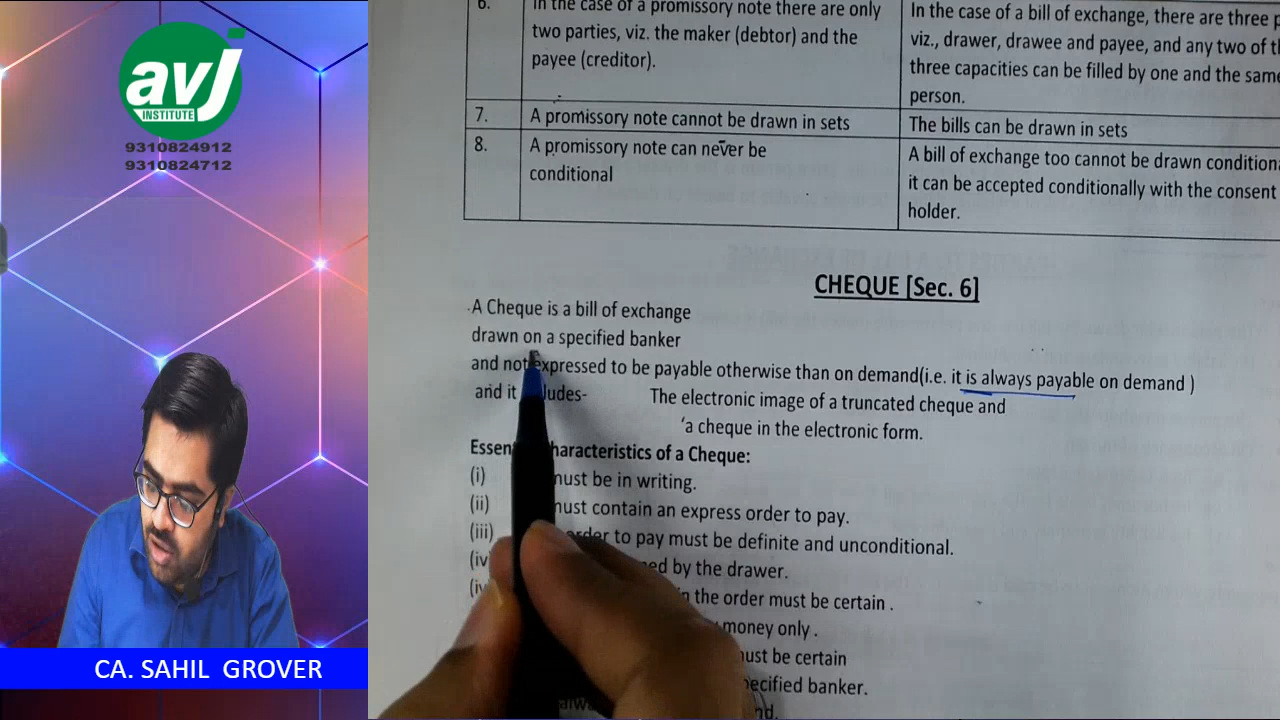 avj
INSTITUTE
9310824912
9310824712
CA. SAHIL GROVER
6.
In the case of a promissory note there are only
two parties, viz. the maker (debtor) and the
payee (creditor).
In the case of a bill of exchange, there are three
viz., drawer, drawee and payee, and any two of
three capacities can be filled by one and the same
person.
7.
A promissory note cannot be drawn in sets
The bills can be drawn in sets
8.
A promissory note can never be
conditional
A bill of exchange too cannot be drawn
it can be accepted conditionally with the consent
holder.
CHEQUE [Sec. 6]
A Cheque is a bill of exchange
drawn on a specified banker
and not expressed to be payable otherwise than on demand(i.e. it is always payable on demand )
and it The electronic image of a truncated cheque and
'a cheque in the electronic form.
of a Cheque:
(i) must be in writing.
(ii) must contain an express order to pay.
(iii) order to pay must be definite and unconditional.
(iv by the drawer.
(iv the order must be certain .
money only .
must be certain
banker.